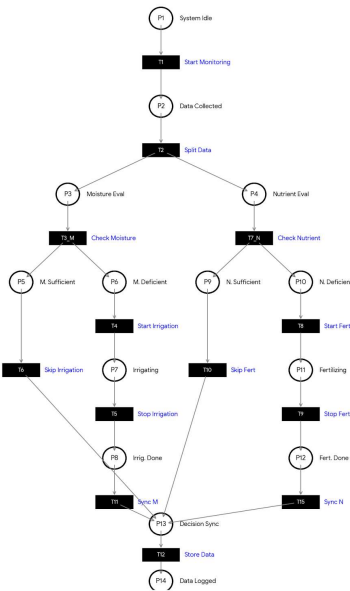 P1 System Idle
T1 Start Monitoring
P2 Data Collected
T2 Split Data
P3 Moisture Eval P4 Nutrient Eval
T3_M Check Moisture T7_N Check Nutrient
P5 M. Sufficient P6 M. Deficient P9 N. Sufficient P10 N. Deficien
T4 Start Irrigation T8 Start Fert
T6 Skip Irrigation P7 Irrigating T10 Skip Fert P11 Fertilizing
T5 Stop Irrigation T9 Stop Fert
P8 Irrig. Done P12 Fert. Done
T11 Sync M T15 Sync N
P13 Decision Sync
T12 Store Data
P14 Data Logged